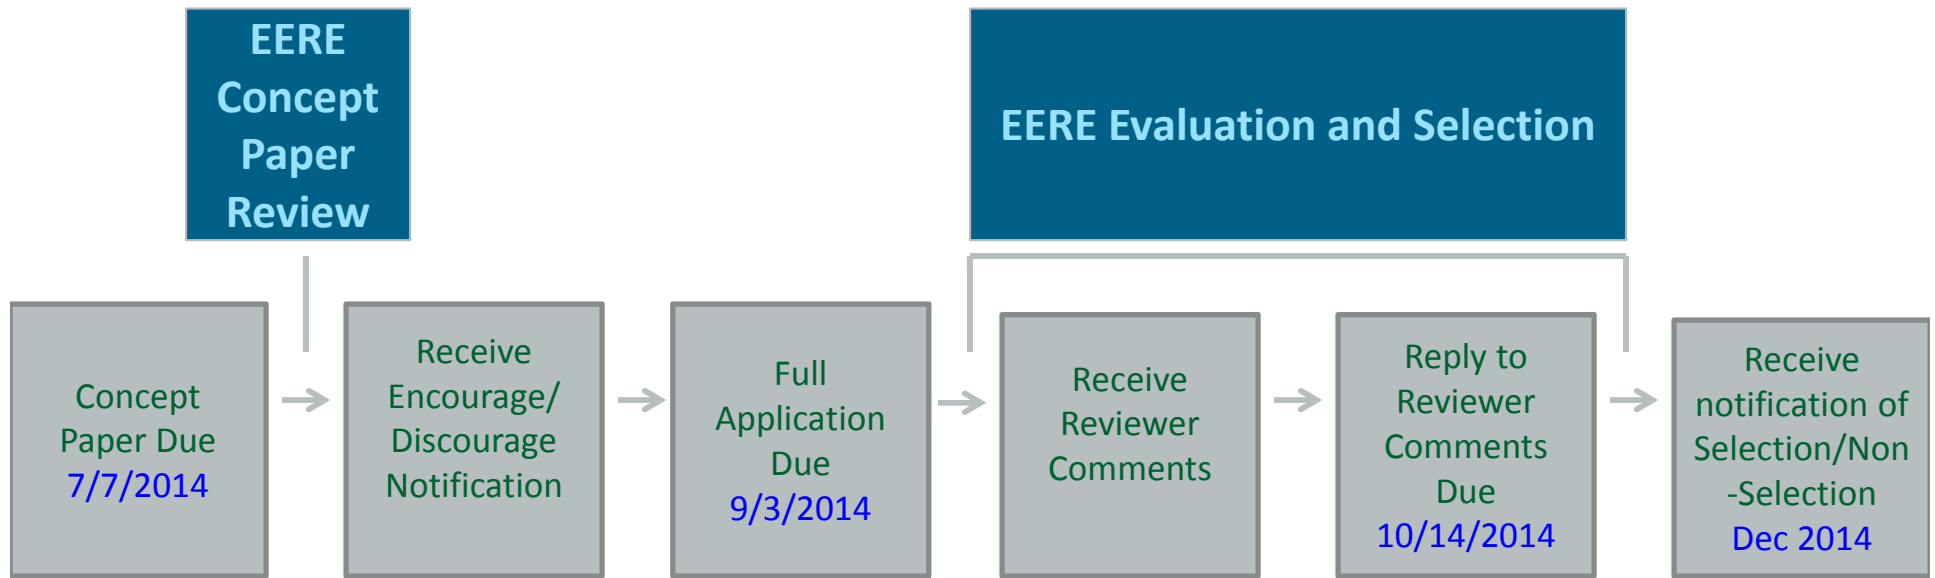 EERE
Concept
Paper
Review
EERE Evaluation and Selection
Concept
Paper Due
7/7/2014
Receive
Encourage/
Discourage
Notification
Full
Application
Due
9/3/2014
Receive
Reviewer
Comments
Reply to
Reviewer
Comments
Due
10/14/2014
Receive
notification of
Selection/Non
-Selection
Dec 2014